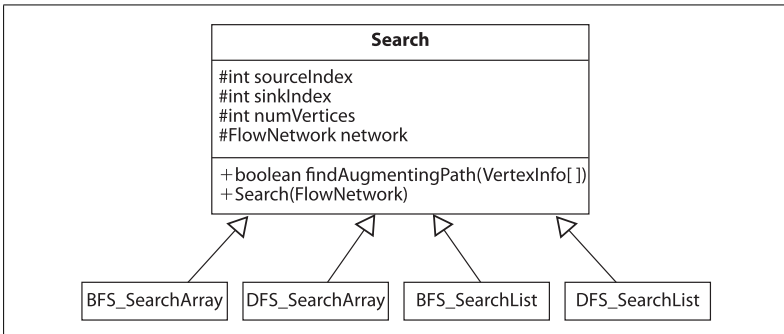 Search
#int sourceIndex
#int sinkIndex
#int numVertices
#FlowNetwork network
+boolean findAugmentingPath(VertexInfo[ ])
+Search(FlowNetwork)
BFS_SearchArray
DFS_SearchArray
BFS_SearchList
DFS_SearchList